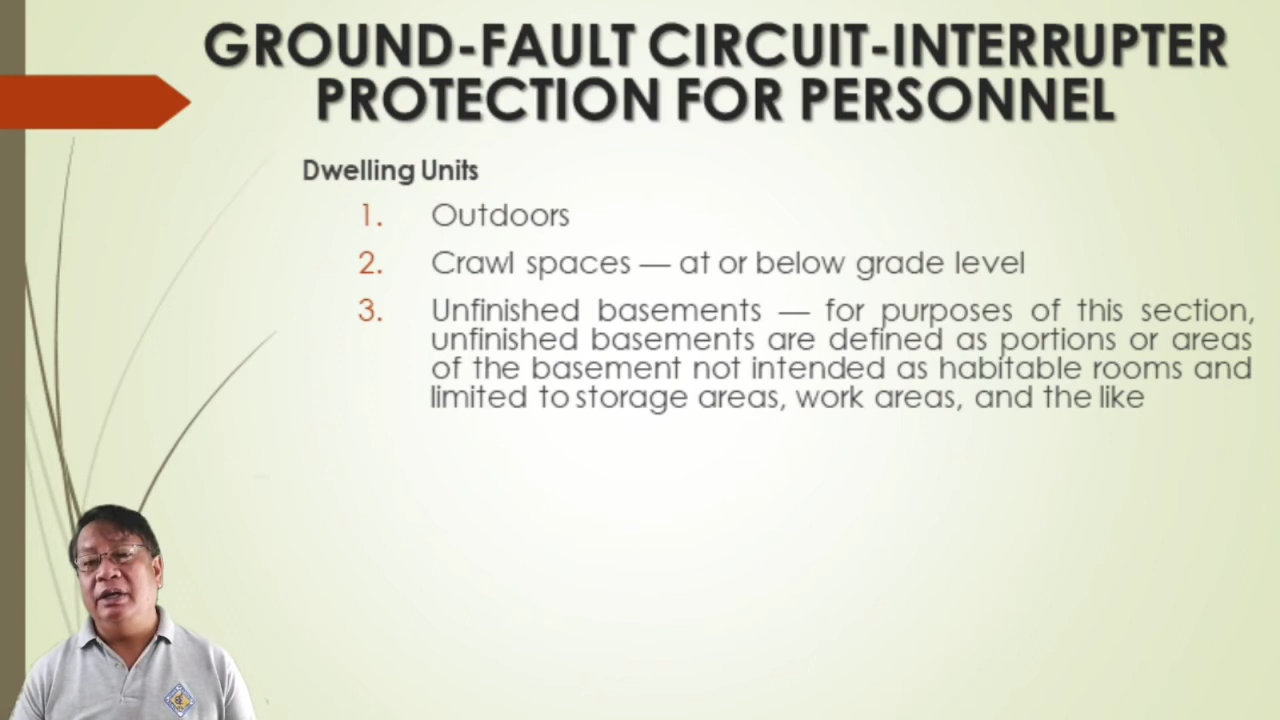 GROUND-FAULT CIRCUIT-INTERRUPTER
PROTECTION FOR PERSONNEL
Dwelling Units
1. Outdoors
2. Crawl spaces — at or below grade level
3. Unfinished basements — for purposes of this section,
unfinished basements are defined as portions or areas
of the basement not intended as habitable rooms and
limited to storage areas, work areas, and the like